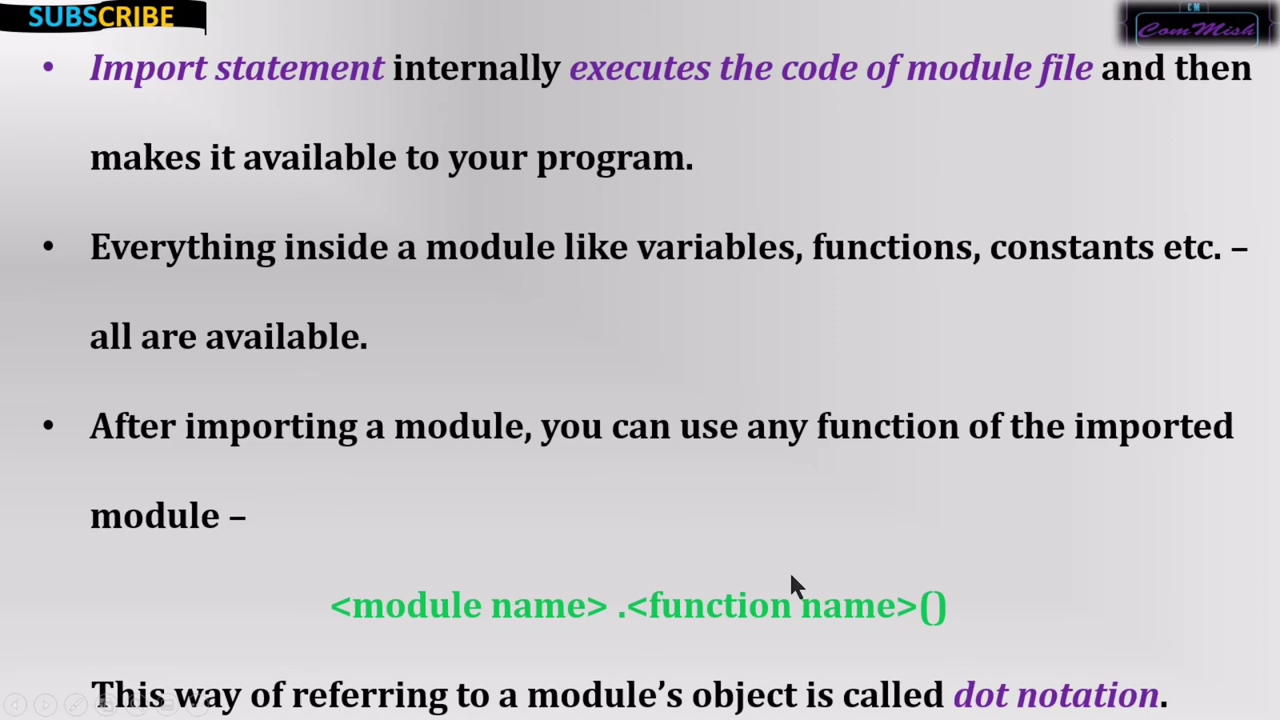 SUBSCRIBE
CM
ComMish
• Import statement internally executes the code of module file and then
makes it available to your program.
• Everything inside a module like variables, functions, constants etc. –
all are available.
• After importing a module, you can use any function of the imported
module –
<module name> .<function name>()
This way of referring to a module’s object is called dot notation.